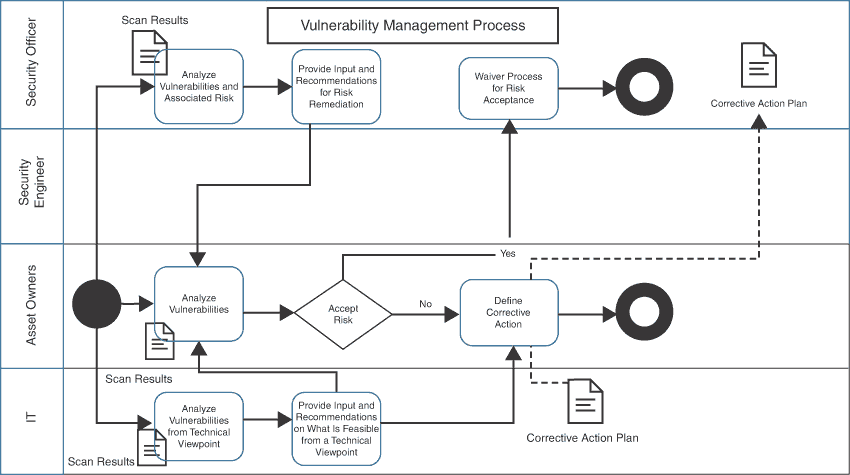 Vulnerability Management Process
Security Officer
Scan Results
Analyze
Vulnerabilities and
Associated Risk
Provide Input and
Recommendations
for Risk
Remediation
Waiver Process
for Risk
Acceptance
Corrective Action Plan
Security
Engineer
Asset Owners
Analyze
Vulnerabilities
Accept
Risk
Yes
No
Define
Corrective
Action
Scan Results
IT
Analyze
Vulnerabilities
from Technical
Viewpoint
Scan Results
Provide Input and
Recommendations
on What Is Feasible
from a Technical
Viewpoint
Corrective Action Plan